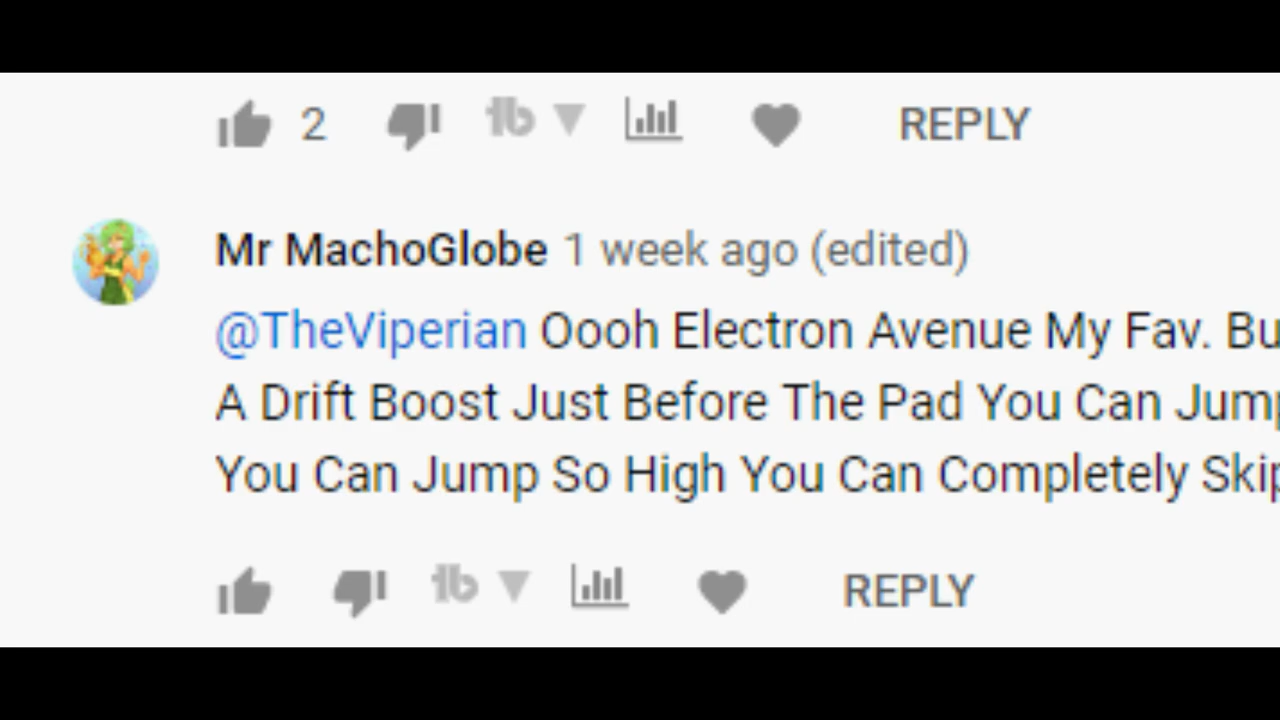 2 REPLY
Mr MachoGlobe 1 week ago (edited)
@TheViperian Oooh Electron Avenue My Fav. Bu
A Drift Boost Just Before The Pad You Can Jump
You Can Jump So High You Can Completely Skip
REPLY